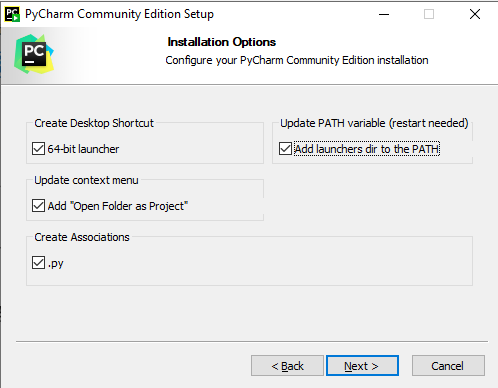 PyCharm Community Edition Setup
PC
PC
Installation Options
Configure your PyCharm Community Edition installation
Create Desktop Shortcut
64-bit launcher
Update PATH variable (restart needed)
Add launchers dir to the PATH
Update context menu
Add "Open Folder as Project"
Create Associations
.py
< Back
Next >
Cancel